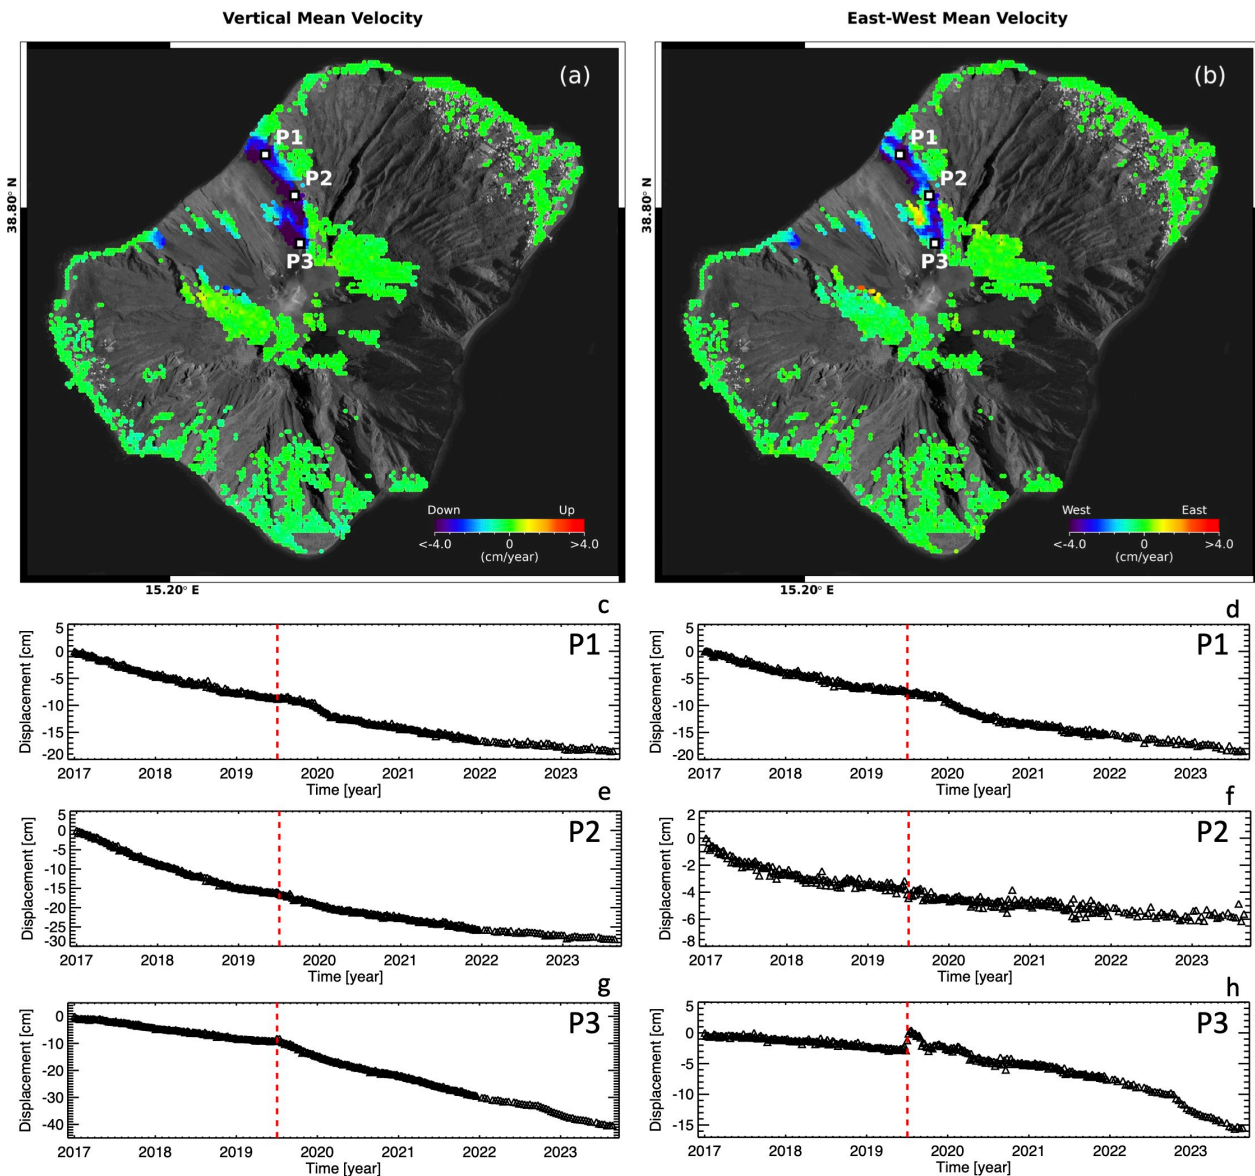 Vertical Mean Velocity
East-West Mean Velocity
(a)
P1
P2
P3
38.80° N
Down Up
<-4.0 0 >4.0
(cm/year)
15.20° E
(b)
P1
P2
P3
38.80° N
West East
<-4.0 0 >4.0
(cm/year)
15.20° E
c
P1
Displacement [cm]
5
0
-5
-10
-15
-20
2017 2018 2019 2020 2021 2022 2023
Time [year]
d
P1
Displacement [cm]
5
0
-5
-10
-15
-20
2017 2018 2019 2020 2021 2022 2023
Time [year]
e
P2
Displacement [cm]
5
0
-5
-10
-15
-20
-25
-30
2017 2018 2019 2020 2021 2022 2023
Time [year]
f
P2
Displacement [cm]
2
0
-2
-4
-6
-8
2017 2018 2019 2020 2021 2022 2023
Time [year]
g
P3
Displacement [cm]
0
-10
-20
-30
-40
2017 2018 2019 2020 2021 2022 2023
Time [year]
h
P3
Displacement [cm]
5
0
-5
-10
-15
2017 2018 2019 2020 2021 2022 2023
Time [year]